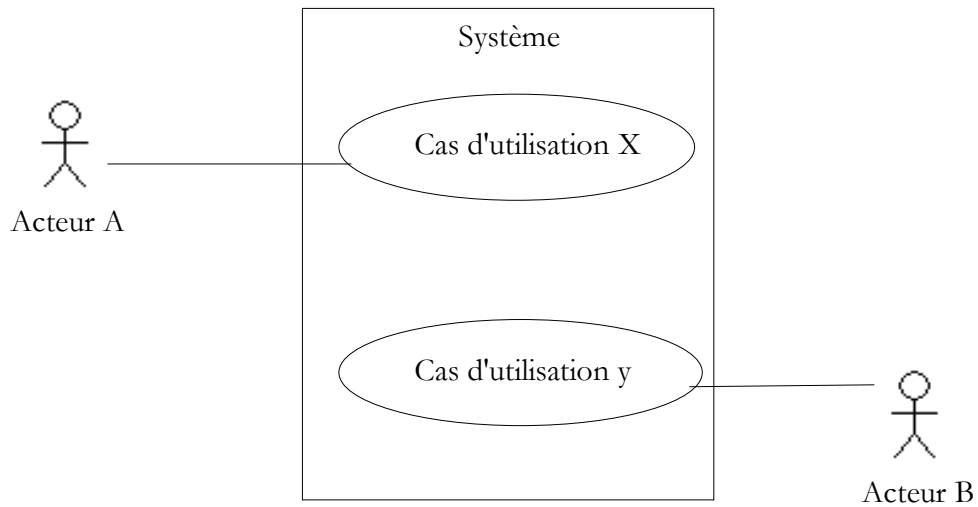 Système
Cas d'utilisation X
Acteur A
Cas d'utilisation y
Acteur B